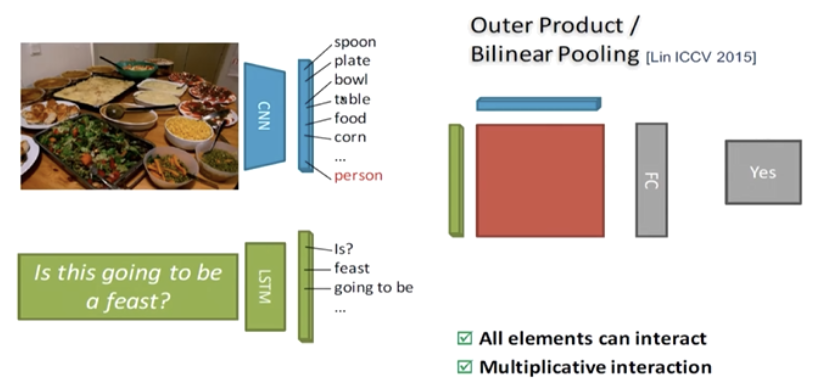 spoon
plate
bowl
table
food
corn
...
person
CNN
Is this going to be
a feast?
LSTM
Is?
feast
going to be
...
Outer Product /
Bilinear Pooling [Lin ICCV 2015]
FC
Yes
All elements can interact
Multiplicative interaction